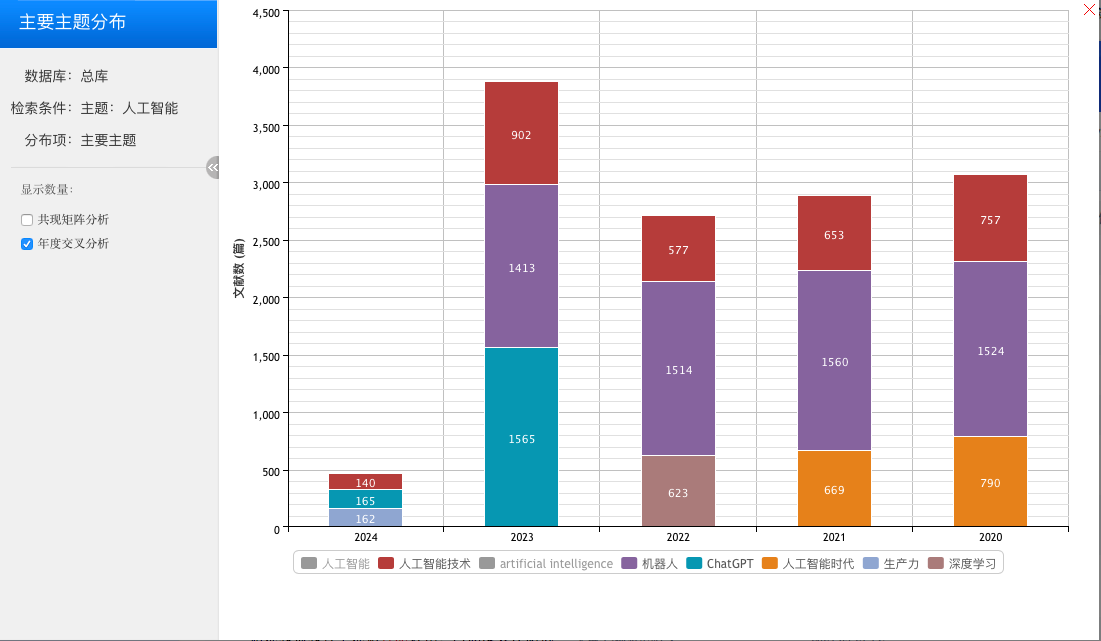 主要主题分布
数据库：总库
检索条件：主题：人工智能
分布项：主要主题
显示数量：
共现矩阵分析
年度交叉分析
文献数 (篇)
4,500
4,000
3,500
3,000
2,500
2,000
1,500
1,000
500
0
140
165
162
902
1413
1565
577
1514
623
653
1560
669
757
1524
790
2024 2023 2022 2021 2020
人工智能 人工智能技术 artificial intelligence 机器人 ChatGPT 人工智能时代 生产力 深度学习